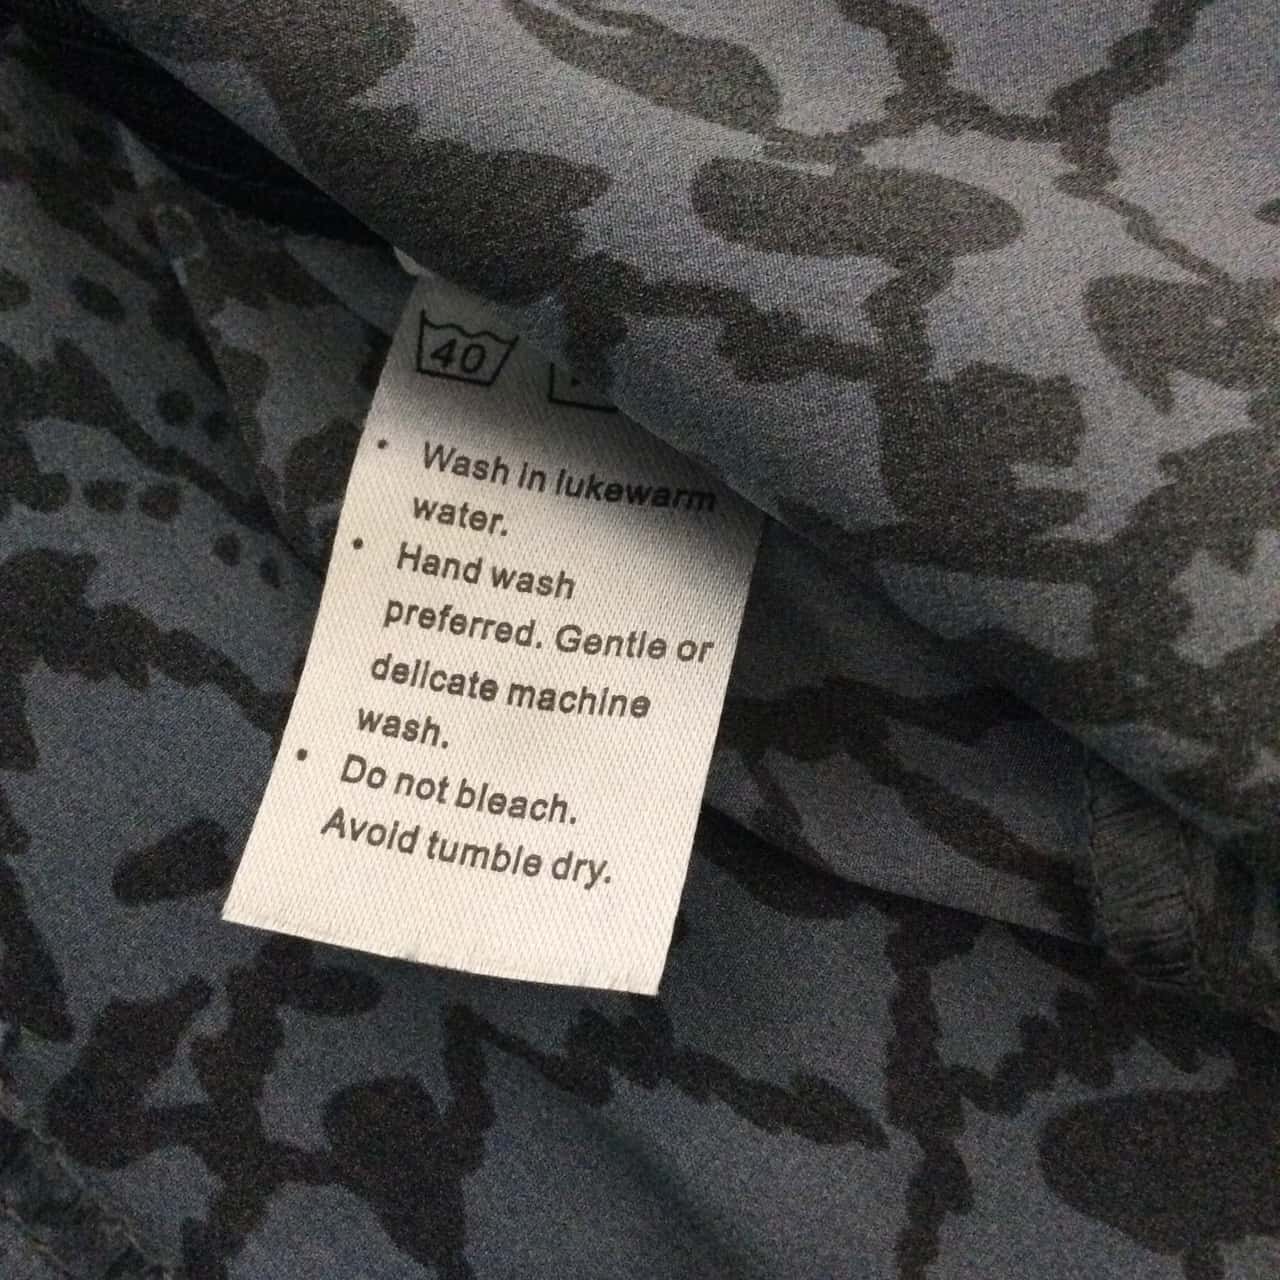 40
• Wash in lukewarm
water.
• Hand wash
preferred. Gentle or
delicate machine
wash.
• Do not bleach.
Avoid tumble dry.